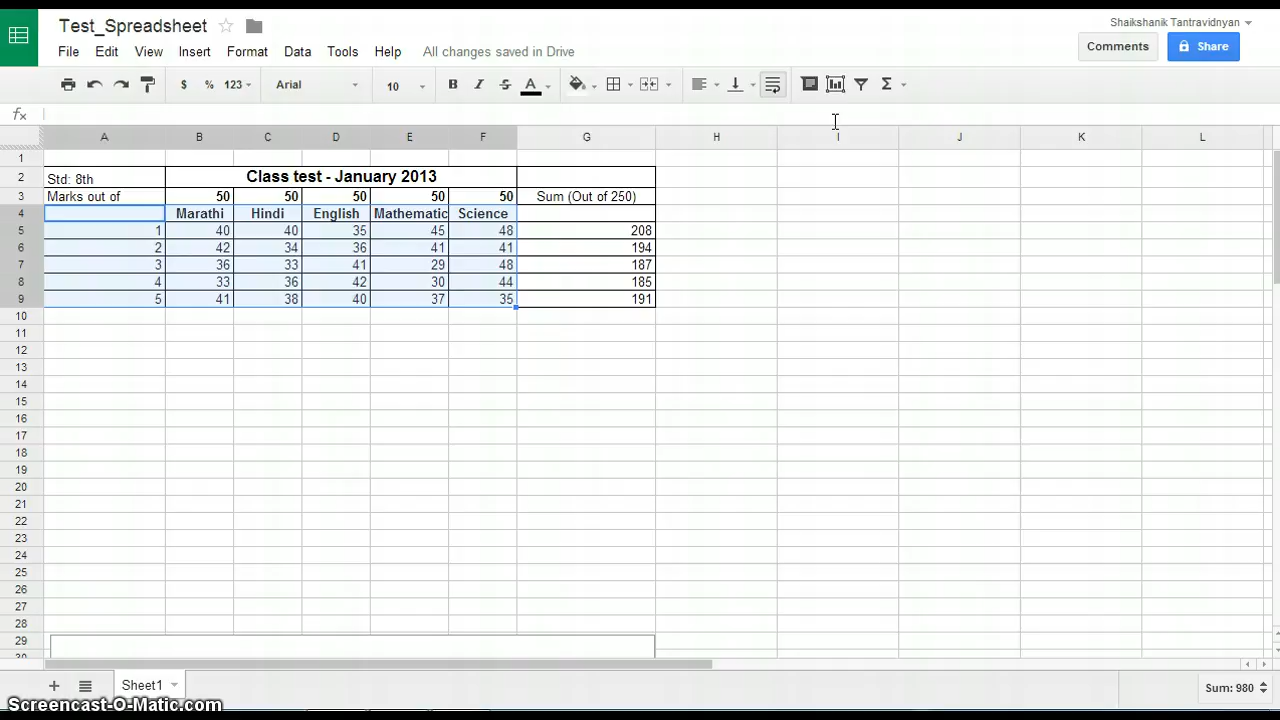 Test_Spreadsheet
Shaikshanik Tantravidnyan
File Edit View Insert Format Data Tools Help All changes saved in Drive
Comments Share
$ % 123 Arial 10 B I S A Σ
fx
A B C D E F G H I J K L
1
2 Std: 8th Class test - January 2013
3 Marks out of 50 50 50 50 50 Sum (Out of 250)
4 Marathi Hindi English Mathematic Science
5 1 40 40 35 45 48 208
6 2 42 34 36 41 41 194
7 3 36 33 41 29 48 187
8 4 33 36 42 30 44 185
9 5 41 38 40 37 35 191
10
11
12
13
14
15
16
17
18
19
20
21
22
23
24
25
26
27
28
29
30
Sheet1
Sum: 980
Screencast-O-Matic.com